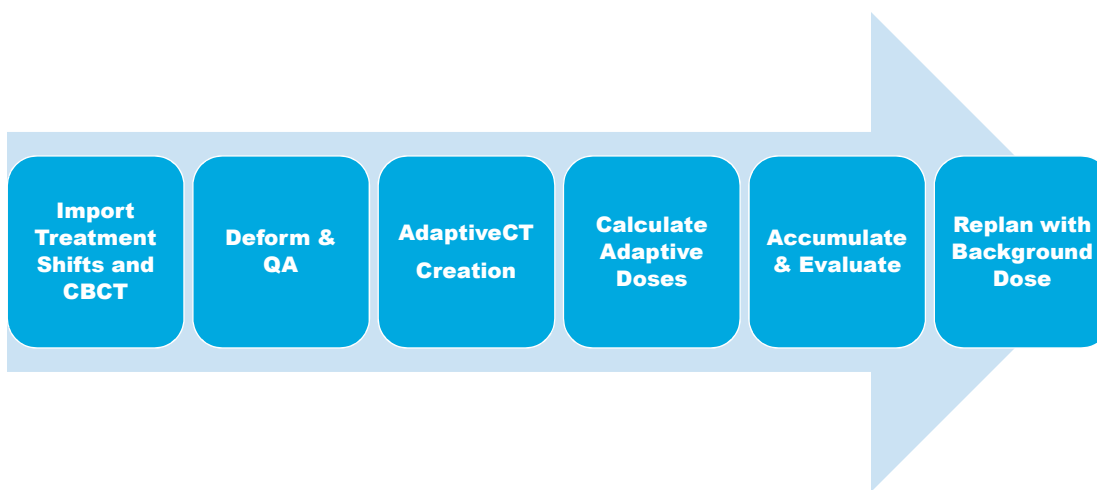 Import
Treatment
Shifts and
CBCT
Deform &
QA
AdaptiveCT
Creation
Calculate
Adaptive
Doses
Accumulate
& Evaluate
Replan with
Background
Dose